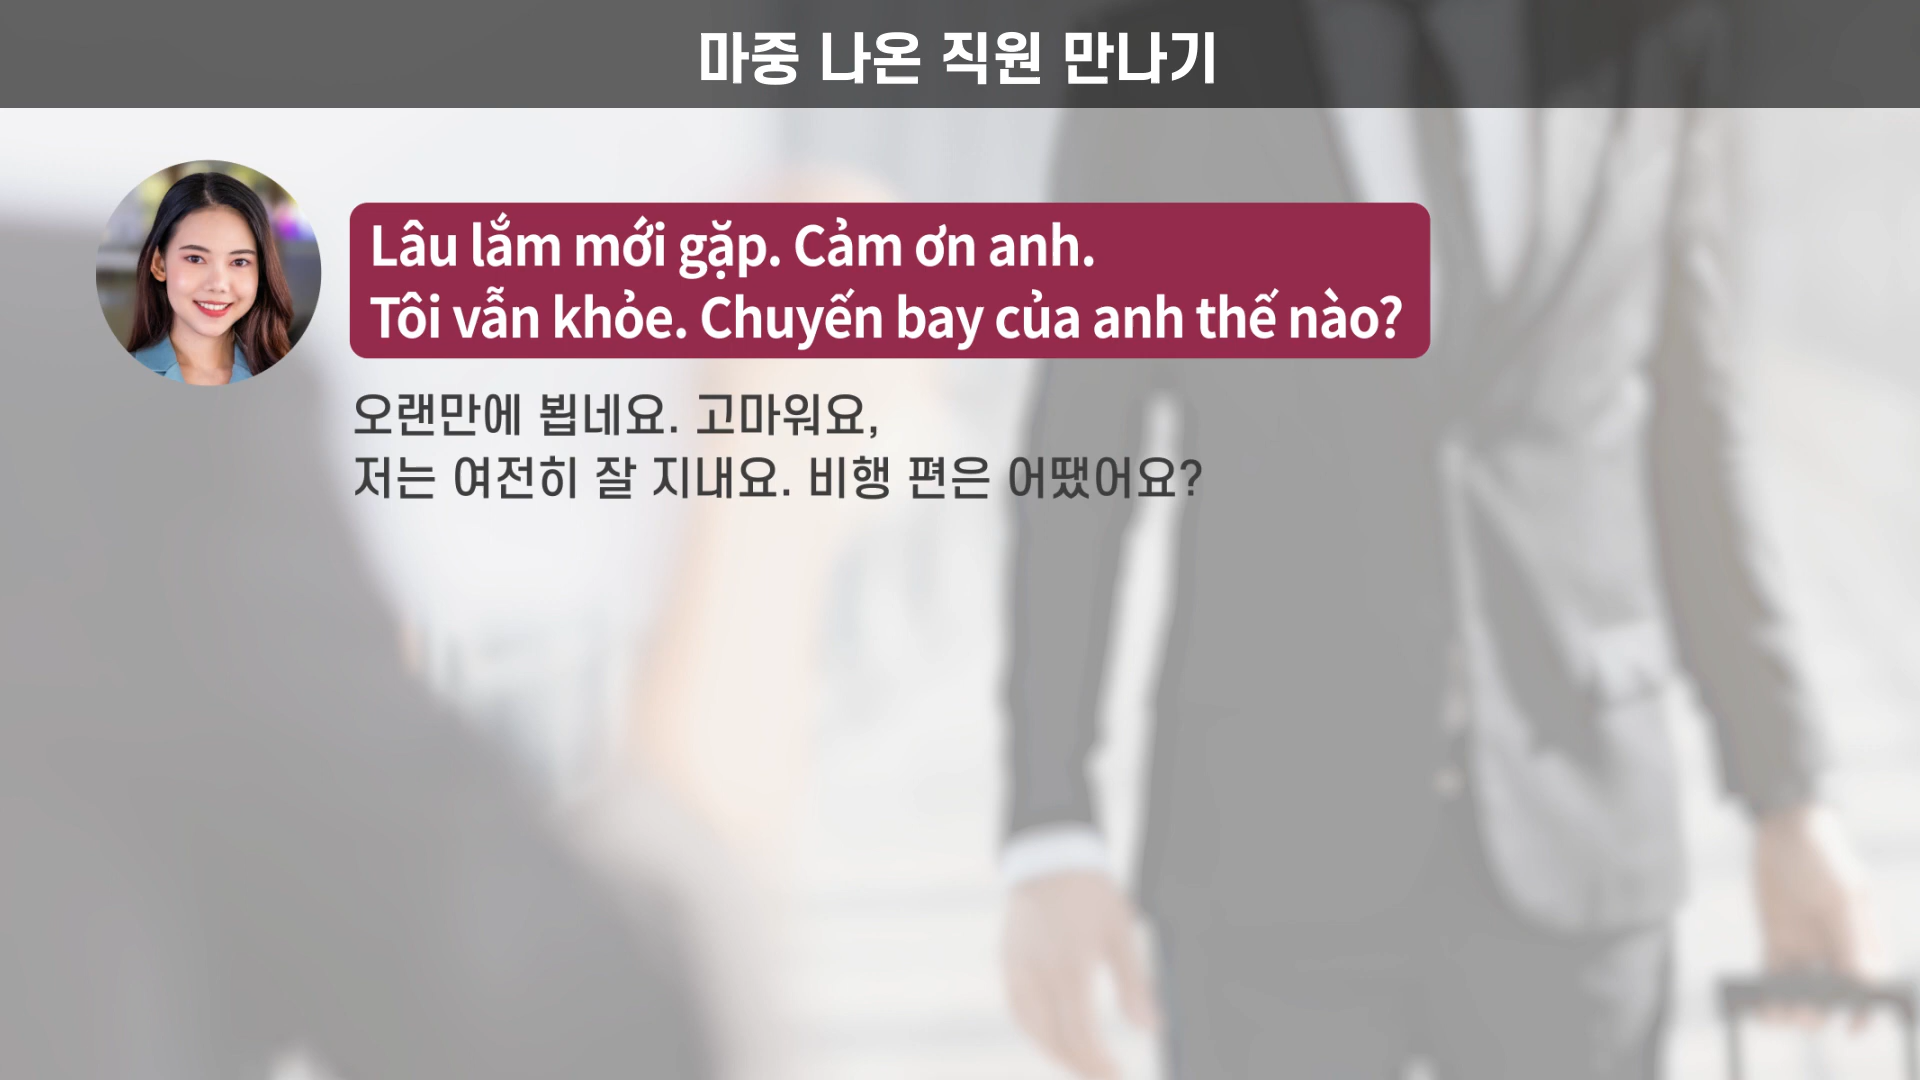 마중 나온 직원 만나기
Lâu lắm mới gặp. Cảm ơn anh.
Tôi vẫn khỏe. Chuyến bay của anh thế nào?
오랜만에 뵙네요. 고마워요,
저는 여전히 잘 지내요. 비행 편은 어땠어요?